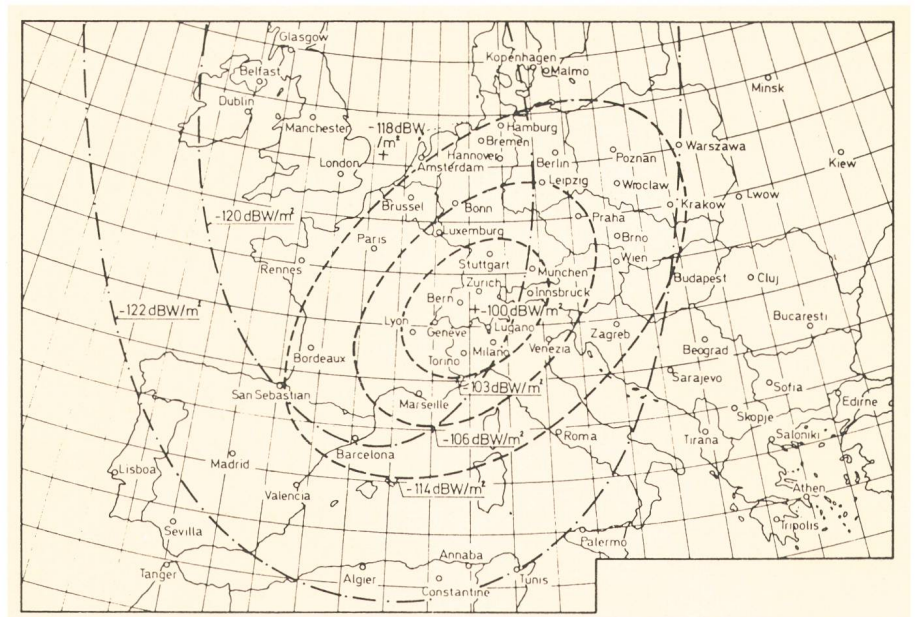 Glasgow
Kopenhagen
Malmo
Belfast
Minsk
Dublin
Manchester
-118dBW
/m²
Hamburg
Bremen
Warszawa
London
Hannover
Amsterdam
Berlin
Poznan
Kiew
Leipzig
Wroclaw
Brussel
Bonn
Krakow
Lwow
-120dBW/m²
Praha
Luxemburg
Paris
Brno
Rennes
Stuttgart
Wien
München
Budapest
Cluj
Zurich
Innsbruck
Bern
-122dBW/m²
-100dBW/m²
Bucaresti
Lyon
Genève
Lugano
Zagreb
Bordeaux
Torino
Milano
Venezia
Beograd
Sarajevo
-103dBW/m²
Sofia
San Sebastian
Marseille
Edirne
Skopje
-106dBW/m²
Roma
Tirana
Saloniki
Barcelona
Madrid
Lisboa
-114dBW/m²
Valencia
Athen
Sevilla
Tripolis
Palermo
Tanger
Algier
Annaba
Tunis
Constantine